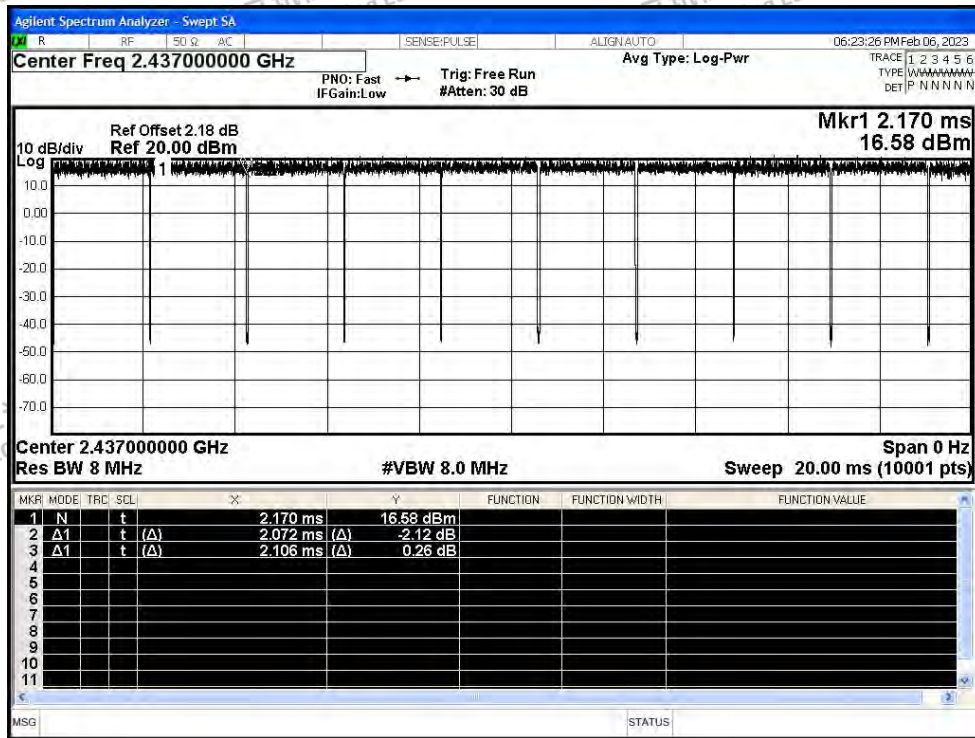 Agilent Spectrum Analyzer - Swept SA
LXI R RF 50 Ω AC SENSE:PULSE ALIGN AUTO 06:23:26 PM Feb 06, 2023
Center Freq 2.437000000 GHz Avg Type: Log-Pwr TRACE 1 2 3 4 5 6
PNO: Fast Trig: Free Run TYPE
IFGain:Low #Atten: 30 dB DET P N N N N N
Mkr1 2.170 ms
16.58 dBm
Ref Offset 2.18 dB
10 dB/div Ref 20.00 dBm
Log
1
10.0
0.00
-10.0
-20.0
-30.0
-40.0
-50.0
-60.0
-70.0
Center 2.437000000 GHz Span 0 Hz
Res BW 8 MHz #VBW 8.0 MHz Sweep 20.00 ms (10001 pts)
MKR MODE TRC SCL X Y FUNCTION FUNCTION WIDTH FUNCTION VALUE
1 N t 2.170 ms 16.58 dBm
2 Δ1 t (Δ) 2.072 ms (Δ) -2.12 dB
3 Δ1 t (Δ) 2.106 ms (Δ) 0.26 dB
4
5
6
7
8
9
10
11
MSG STATUS